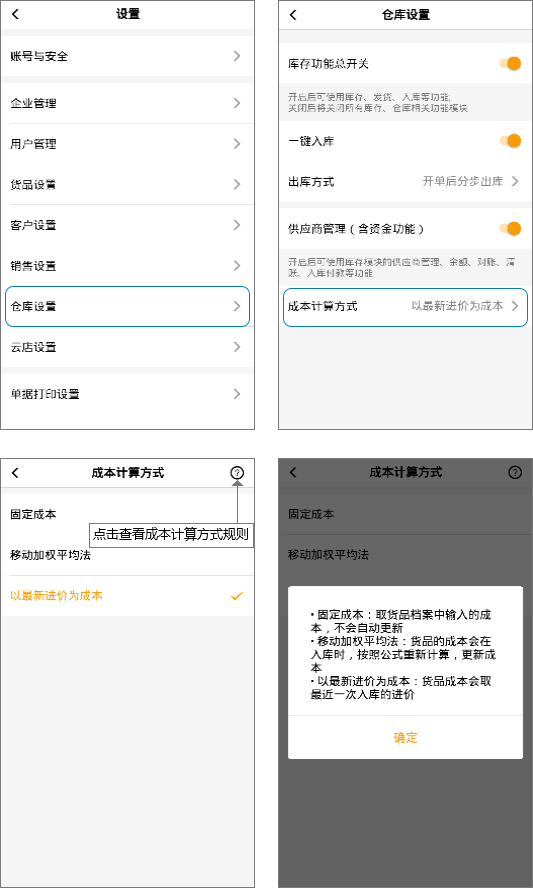 设置
账号与安全
企业管理
用户管理
货品设置
客户设置
销售设置
仓库设置
云店设置
单据打印设置
仓库设置
库存功能总开关
开启后可使用库存、发货、入库等功能;
关闭后将关闭所有库存、仓库相关功能模块
一键入库
出库方式 开单后分步出库
供应商管理（含资金功能）
开启后可使用库存模块的供应商管理、余额、对账、清
账、入库付款等功能
成本计算方式 以最新进价为成本
成本计算方式
固定成本
点击查看成本计算方式规则
移动加权平均法
以最新进价为成本
成本计算方式
固定成本
移动加权平均法
• 固定成本：取货品档案中输入的成
本，不会自动更新
• 移动加权平均法：货品的成本会在
入库时，按照公式重新计算，更新成
本
• 以最新进价为成本：货品成本会取
最近一次入库的进价
确定